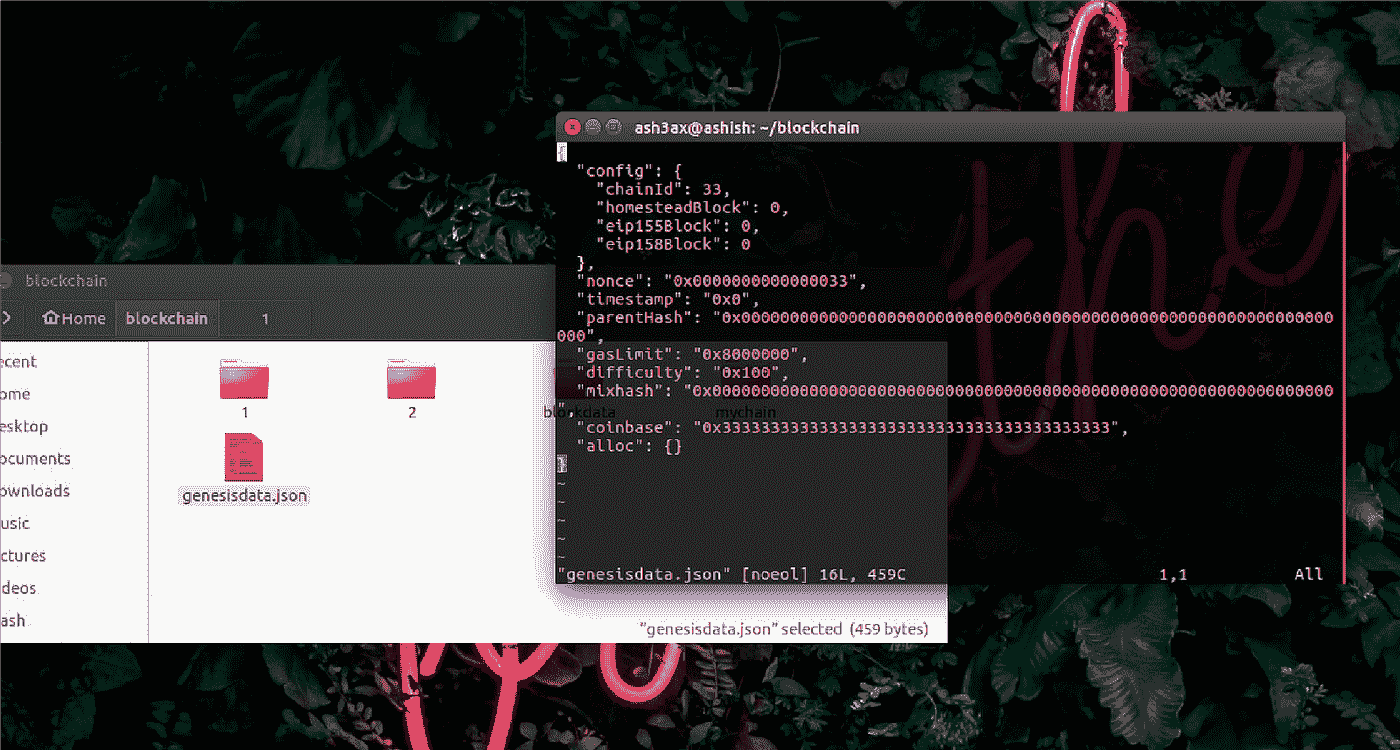 ash3ax@ashish: ~/blockchain
{
"config": {
"chainId": 33,
"homesteadBlock": 0,
"eip155Block": 0,
"eip158Block": 0
},
"nonce": "0x0000000000000033",
"timestamp": "0x0",
"parentHash": "0x0000000000000000000000000000000000000000000000000000000000000
000",
"gasLimit": "0x8000000",
"difficulty": "0x100",
"mixhash": "0x0000000000000000000000000000000000000000000000000000000000000000
",
"coinbase": "0x3333333333333333333333333333333333333333",
"alloc": {}
}
~
~
~
~
~
"genesisdata.json" [noeol] 16L, 459C 1,1 All
blockchain
Home blockchain 1
ecent
ome
esktop
ocuments
ownloads
usic
ctures
deos
ash
1 2 blockdata mychain
genesisdata.json
"genesisdata.json" selected (459 bytes)